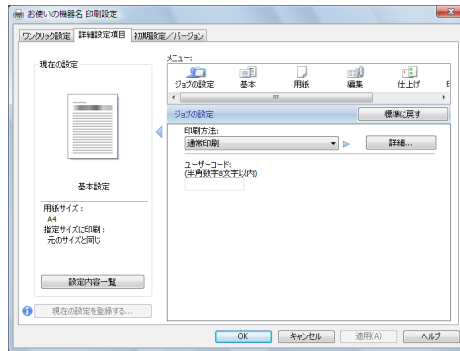 お使いの機器名 印刷設定
ワンクリック設定 詳細設定項目 初期設定/バージョン
現在の設定
メニュー:
ジョブの設定 基本 用紙 編集 仕上げ
ジョブの設定 標準に戻す
印刷方法:
通常印刷 詳細...
ユーザーコード:
(半角数字8文字以内)
基本設定
用紙サイズ:
A4
指定サイズに印刷:
元のサイズと同じ
設定内容一覧
現在の設定を登録する...
OK キャンセル 適用(A) ヘルプ